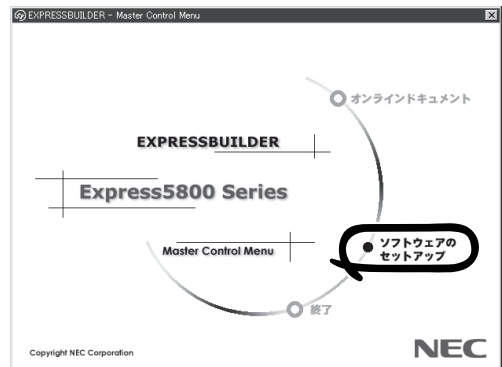 EXPRESSBUILDER - Master Control Menu
オンラインドキュメント
EXPRESSBUILDER
Express5800 Series
ソフトウェアの
セットアップ
Master Control Menu
終了
Copyright NEC Corporation
NEC